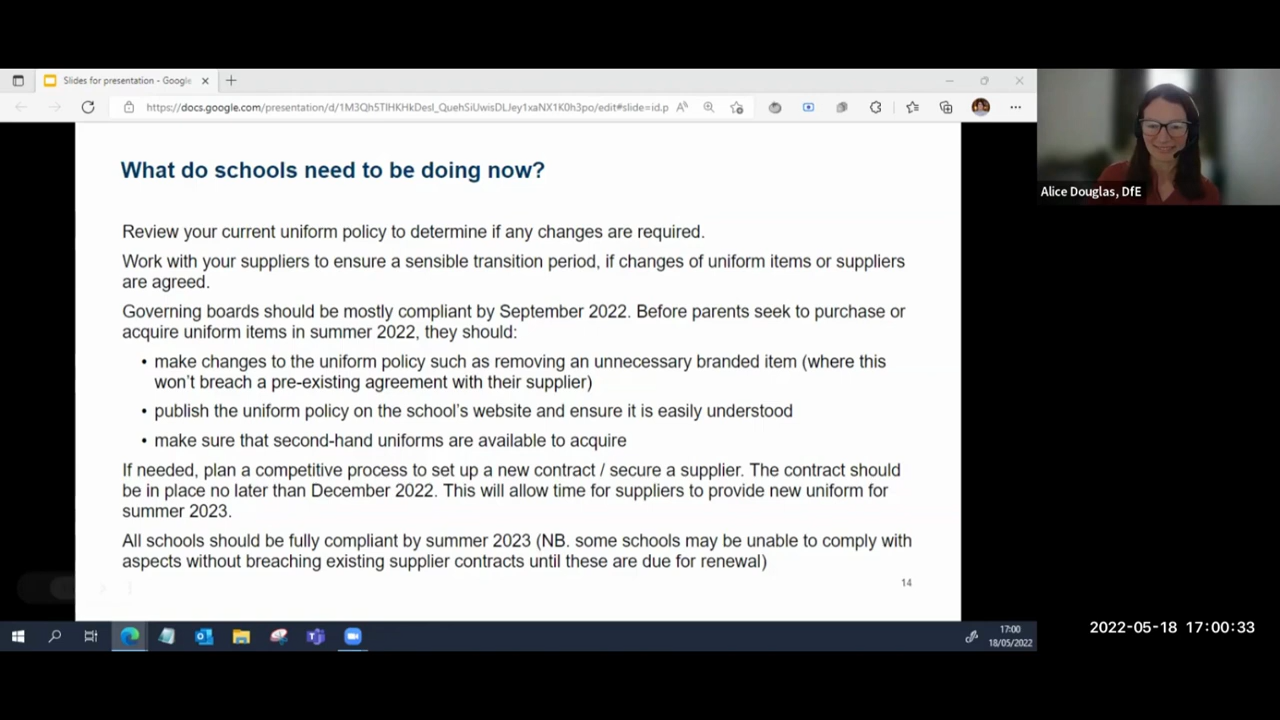 Slides for presentation - Google
https://docs.google.com/presentation/d/1M3Qh5TIHKHkDesl_QuehSiUwisDLJey1xaNX1K0h3po/edit#slide=id.p
What do schools need to be doing now?
Review your current uniform policy to determine if any changes are required.
Work with your suppliers to ensure a sensible transition period, if changes of uniform items or suppliers
are agreed.
Governing boards should be mostly compliant by September 2022. Before parents seek to purchase or
acquire uniform items in summer 2022, they should:
• make changes to the uniform policy such as removing an unnecessary branded item (where this
won't breach a pre-existing agreement with their supplier)
• publish the uniform policy on the school's website and ensure it is easily understood
• make sure that second-hand uniforms are available to acquire
If needed, plan a competitive process to set up a new contract / secure a supplier. The contract should
be in place no later than December 2022. This will allow time for suppliers to provide new uniform for
summer 2023.
All schools should be fully compliant by summer 2023 (NB. some schools may be unable to comply with
aspects without breaching existing supplier contracts until these are due for renewal)
14
Alice Douglas, DfE
17:00
18/05/2022
2022-05-18 17:00:33